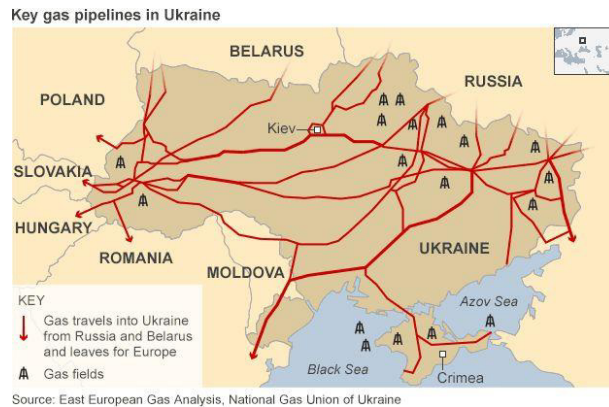 Key gas pipelines in Ukraine
BELARUS
RUSSIA
POLAND
Kiev
SLOVAKIA
HUNGARY
ROMANIA
MOLDOVA
UKRAINE
KEY
Gas travels into Ukraine
from Russia and Belarus
and leaves for Europe
Gas fields
Azov Sea
Black Sea
Crimea
Source: East European Gas Analysis, National Gas Union of Ukraine